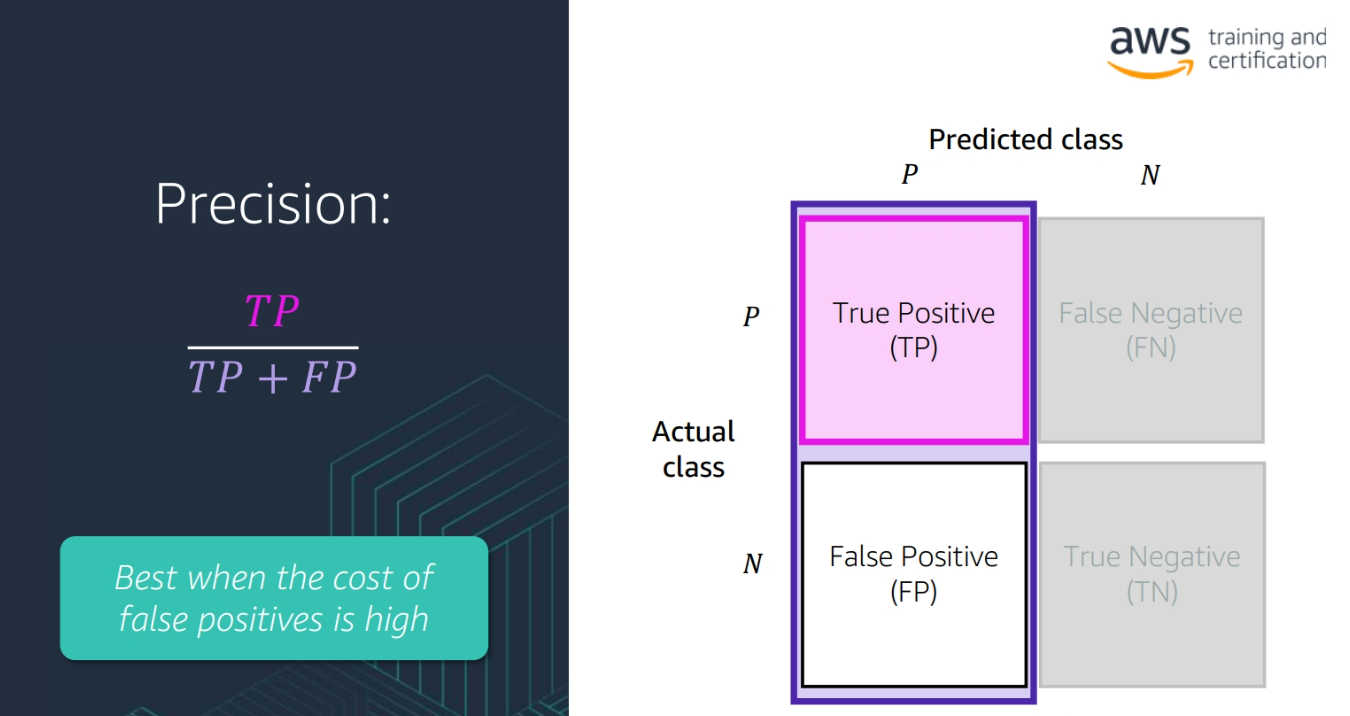 Precision:
TP
TP + FP
Best when the cost of
false positives is high
aws training and
certification
Predicted class
P N
P
True Positive
(TP)
False Negative
(FN)
Actual
class
N
False Positive
(FP)
True Negative
(TN)